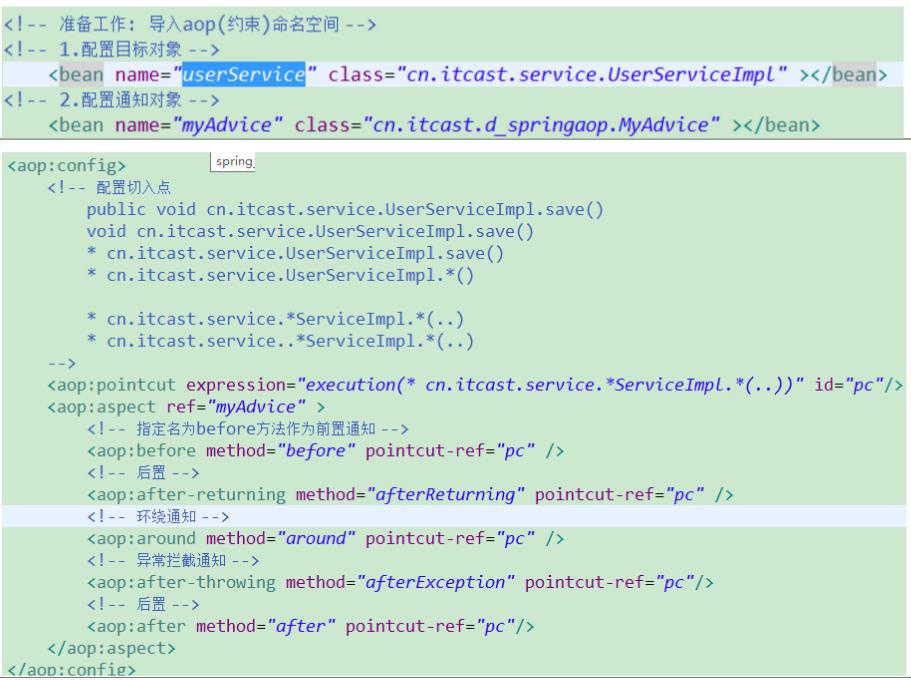 <!-- 准备工作: 导入aop(约束)命名空间 -->
<!-- 1.配置目标对象 -->
<bean name="userService" class="cn.itcast.service.UserServiceImpl" ></bean>
<!-- 2.配置通知对象 -->
<bean name="myAdvice" class="cn.itcast.d_springaop.MyAdvice" ></bean>
<aop:config>
spring
<!-- 配置切入点
public void cn.itcast.service.UserServiceImpl.save()
void cn.itcast.service.UserServiceImpl.save()
* cn.itcast.service.UserServiceImpl.save()
* cn.itcast.service.UserServiceImpl.*()
* cn.itcast.service.*ServiceImpl.*(..)
* cn.itcast.service..*ServiceImpl.*(..)
-->
<aop:pointcut expression="execution(* cn.itcast.service.*ServiceImpl.*(..))" id="pc"/>
<aop:aspect ref="myAdvice" >
<!-- 指定名为before方法作为前置通知 -->
<aop:before method="before" pointcut-ref="pc" />
<!-- 后置 -->
<aop:after-returning method="afterReturning" pointcut-ref="pc" />
<!-- 环绕通知 -->
<aop:around method="around" pointcut-ref="pc" />
<!-- 异常拦截通知 -->
<aop:after-throwing method="afterException" pointcut-ref="pc"/>
<!-- 后置 -->
<aop:after method="after" pointcut-ref="pc"/>
</aop:aspect>
</aop:config>